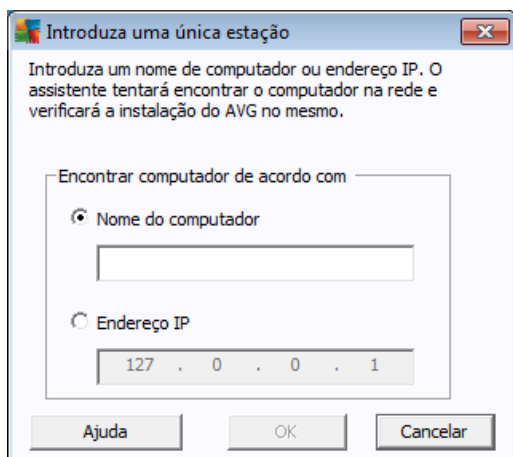 Introduza uma única estação
Introduza um nome de computador ou endereço IP. O
assistente tentará encontrar o computador na rede e
verificará a instalação do AVG no mesmo.
Encontrar computador de acordo com
Nome do computador
Endereço IP
127 . 0 . 0 . 1
Ajuda OK Cancelar